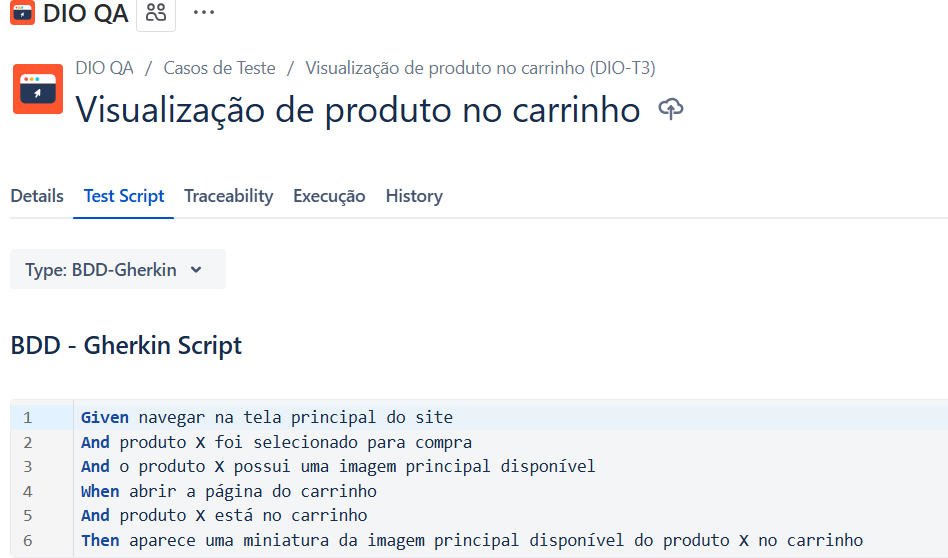 DIO QA
DIO QA / Casos de Teste / Visualização de produto no carrinho (DIO-T3)
Visualização de produto no carrinho
Details Test Script Traceability Execução History
Type: BDD-Gherkin
BDD - Gherkin Script
1 Given navegar na tela principal do site
2 And produto X foi selecionado para compra
3 And o produto X possui uma imagem principal disponível
4 When abrir a página do carrinho
5 And produto X está no carrinho
6 Then aparece uma miniatura da imagem principal disponível do produto X no carrinho